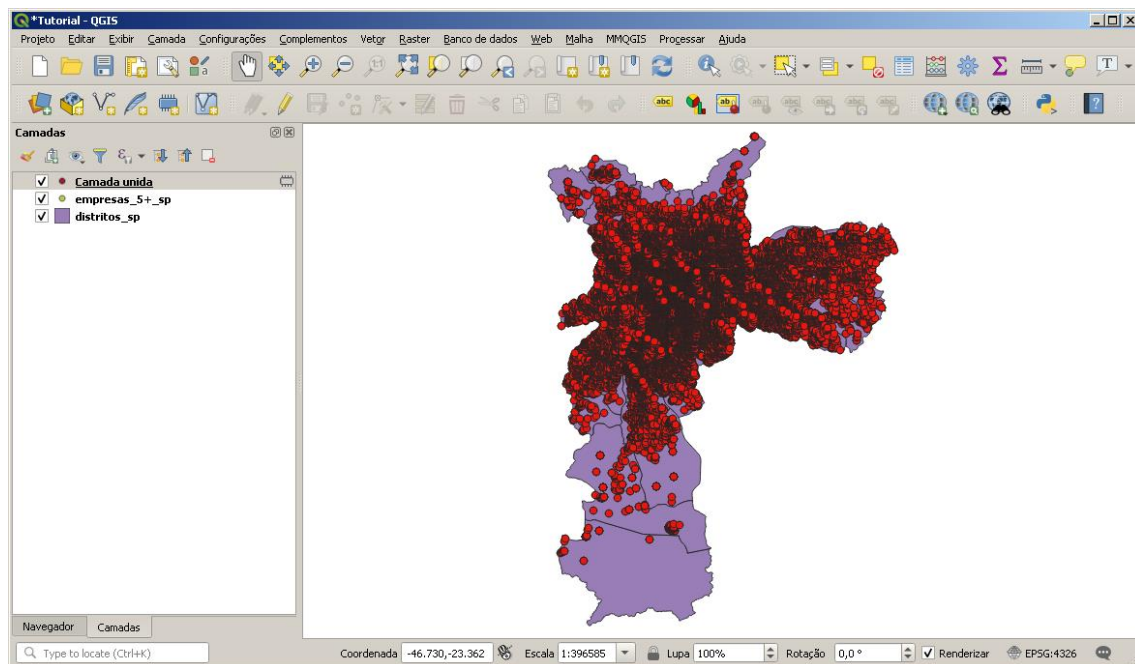 *Tutorial - QGIS
Projeto Editar Exibir Camada Configurações Complementos Vetor Raster Banco de dados Web Malha MMQGIS Processar Ajuda
Camadas
Camada unida
empresas_5+_sp
distritos_sp
Navegador Camadas
Type to locate (Ctrl+K) Coordenada -46.730,-23.362 Escala 1:396585 Lupa 100% Rotação 0,0 ° Renderizar EPSG:4326